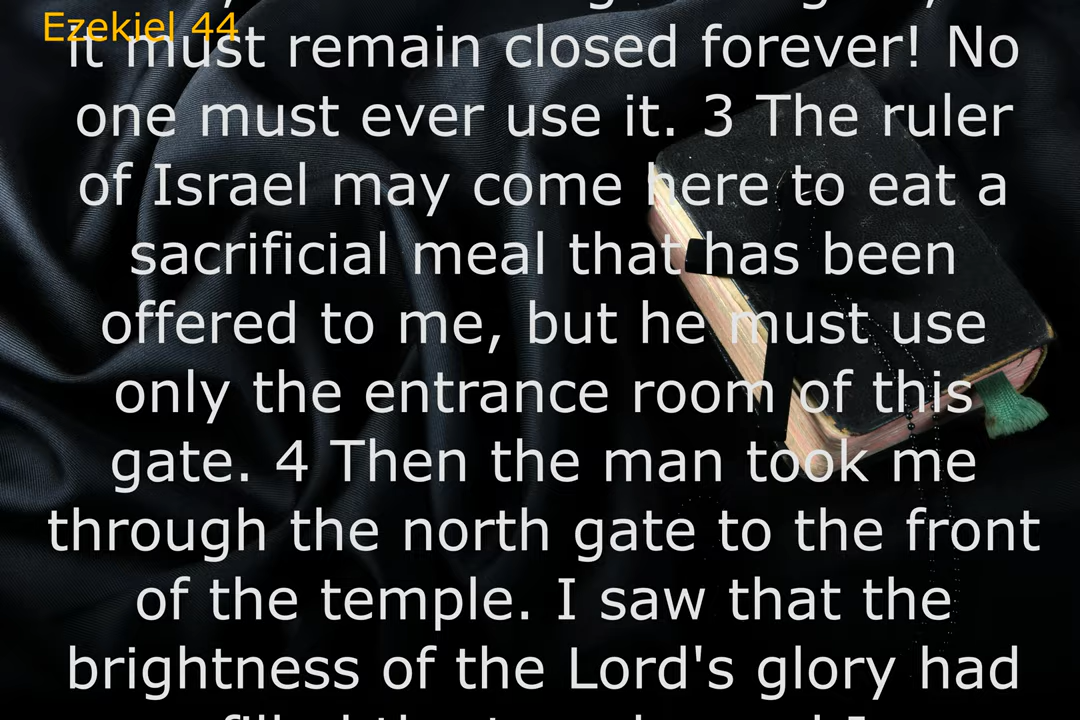 Ezekiel 44
it must remain closed forever! No
one must ever use it. 3 The ruler
of Israel may come here to eat a
sacrificial meal that has been
offered to me, but he must use
only the entrance room of this
gate. 4 Then the man took me
through the north gate to the front
of the temple. I saw that the
brightness of the Lord's glory had